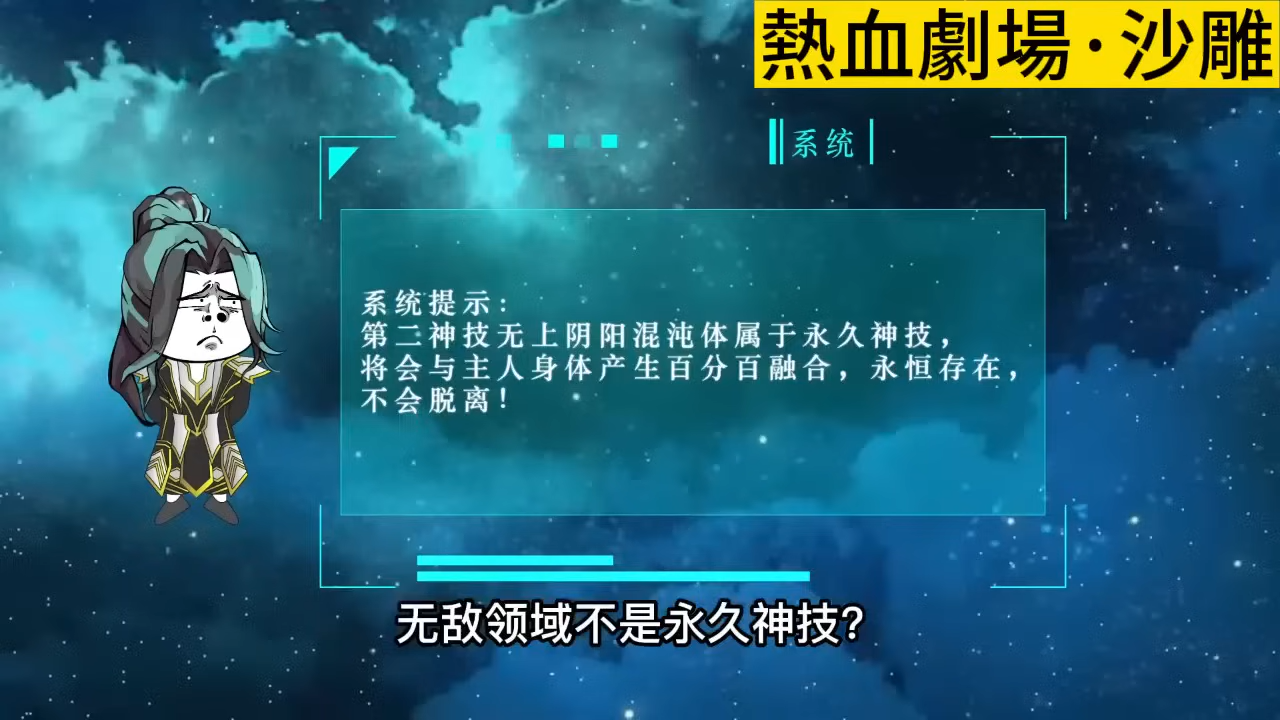 熱血劇場·沙雕
系统
系统提示：
第二神技无上阴阳混沌体属于永久神技，
将会与主人身体产生百分百融合，永恒存在，
不会脱离！
无敌领域不是永久神技？